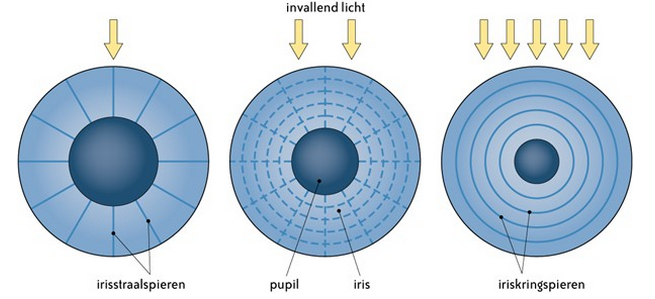 invallend licht
irisstraalspieren
pupil
iris
iriskringspieren